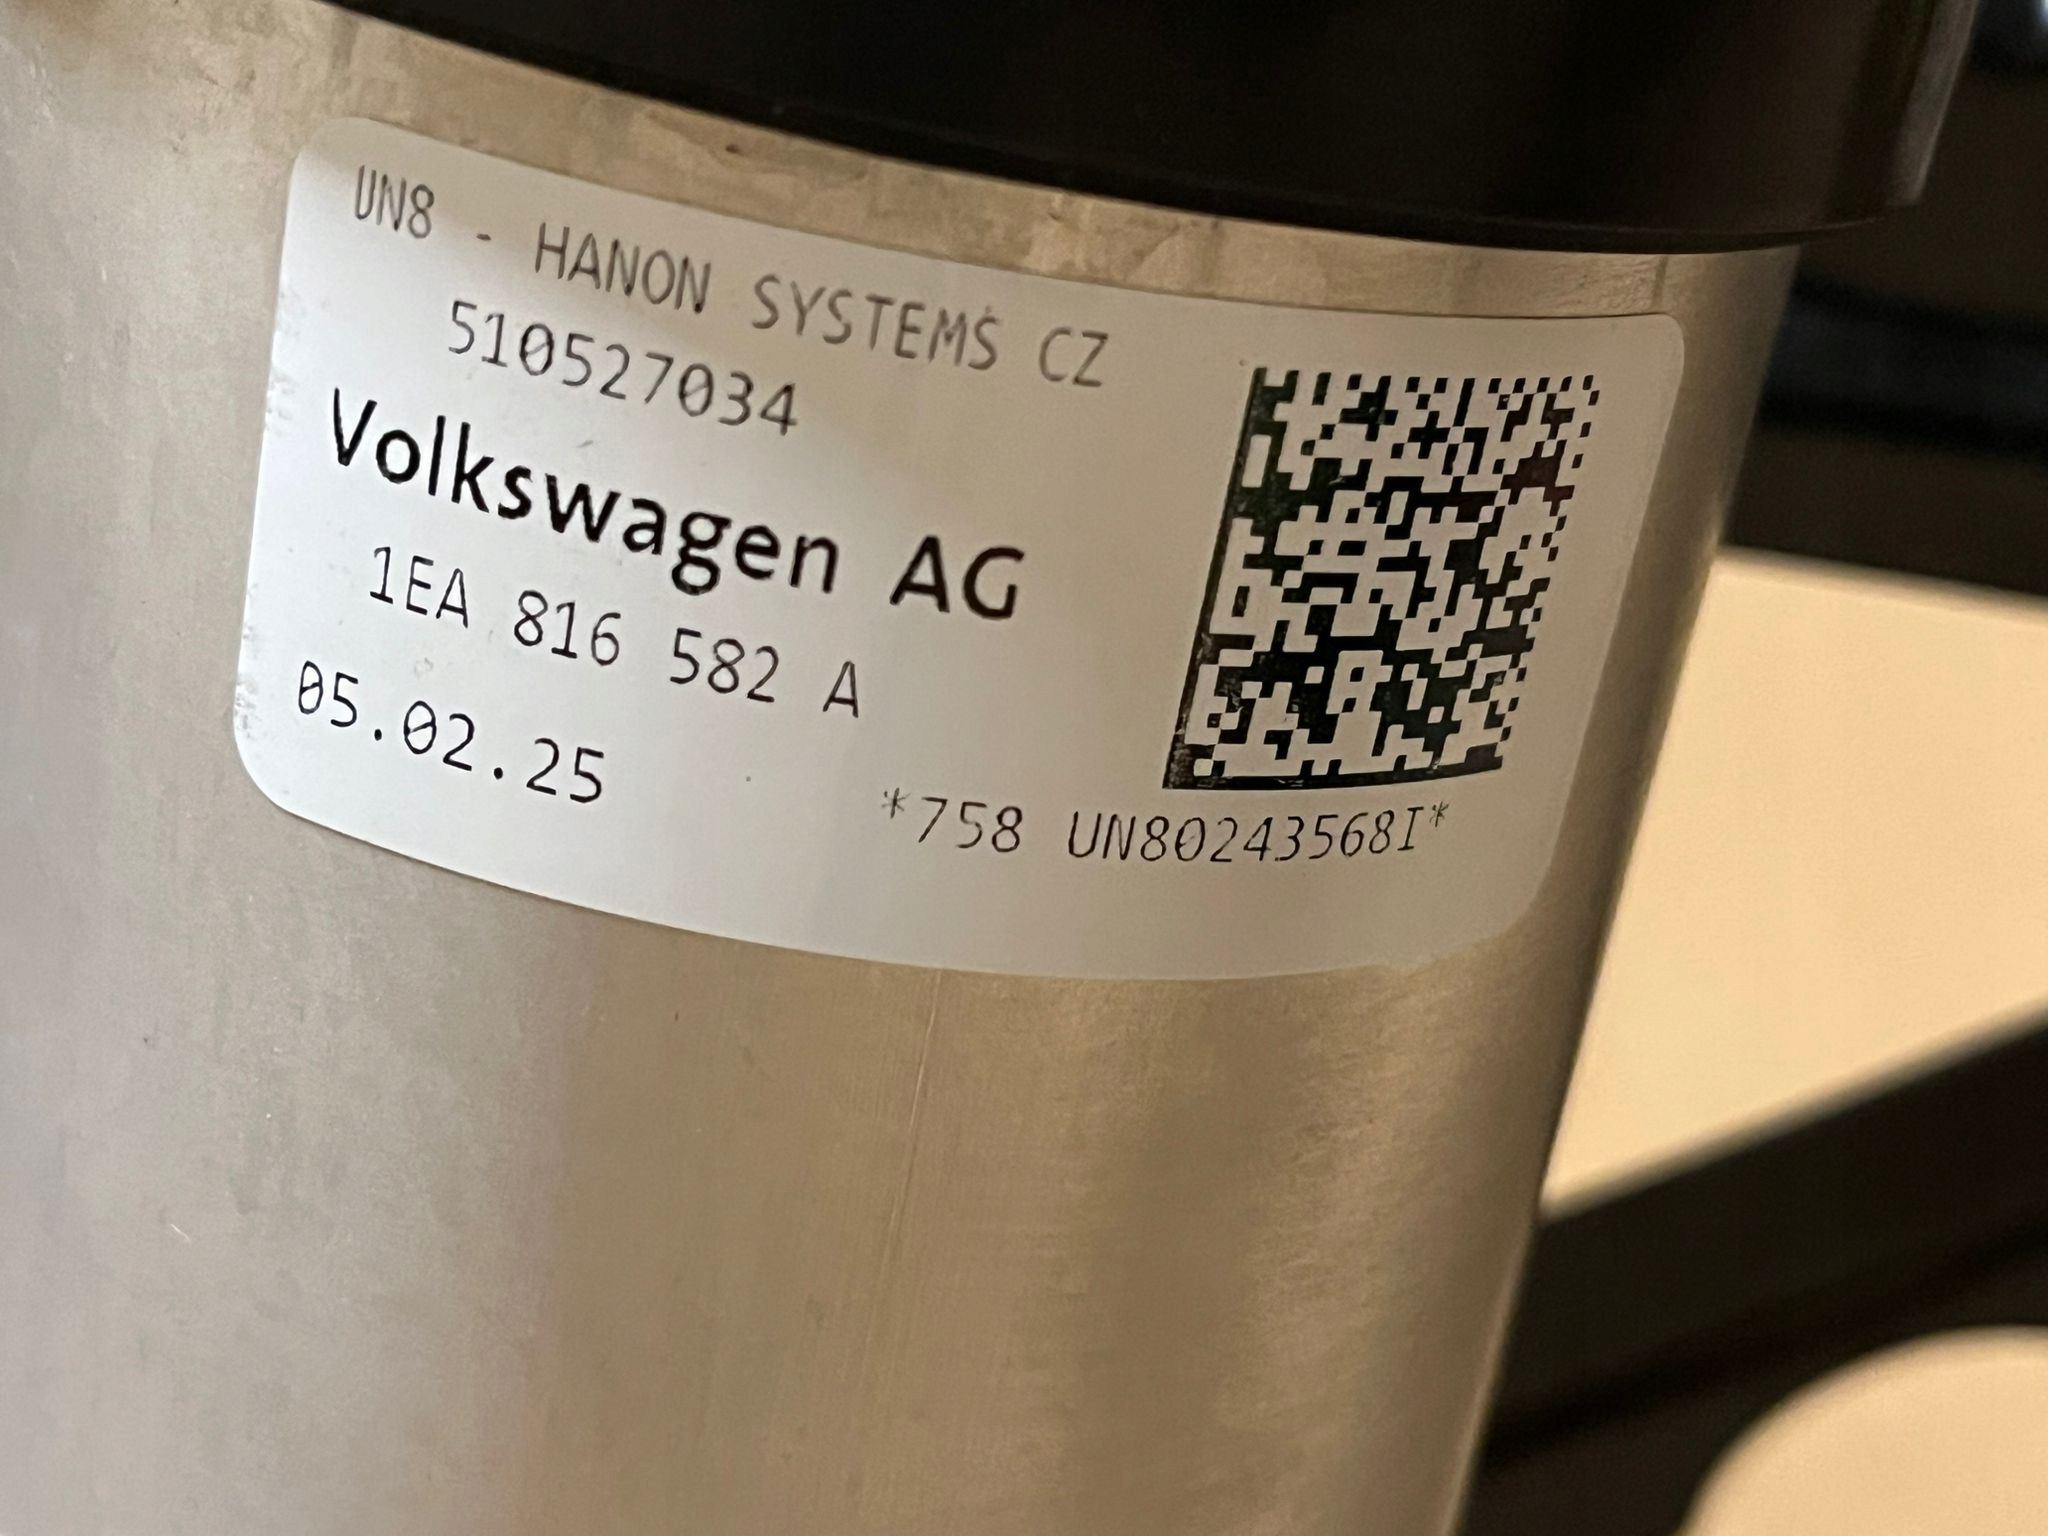 UN8 - HANON SYSTEMS CZ
510527034
Volkswagen AG
1EA 816 582 A
05.02.25
*758 UN80243568I*